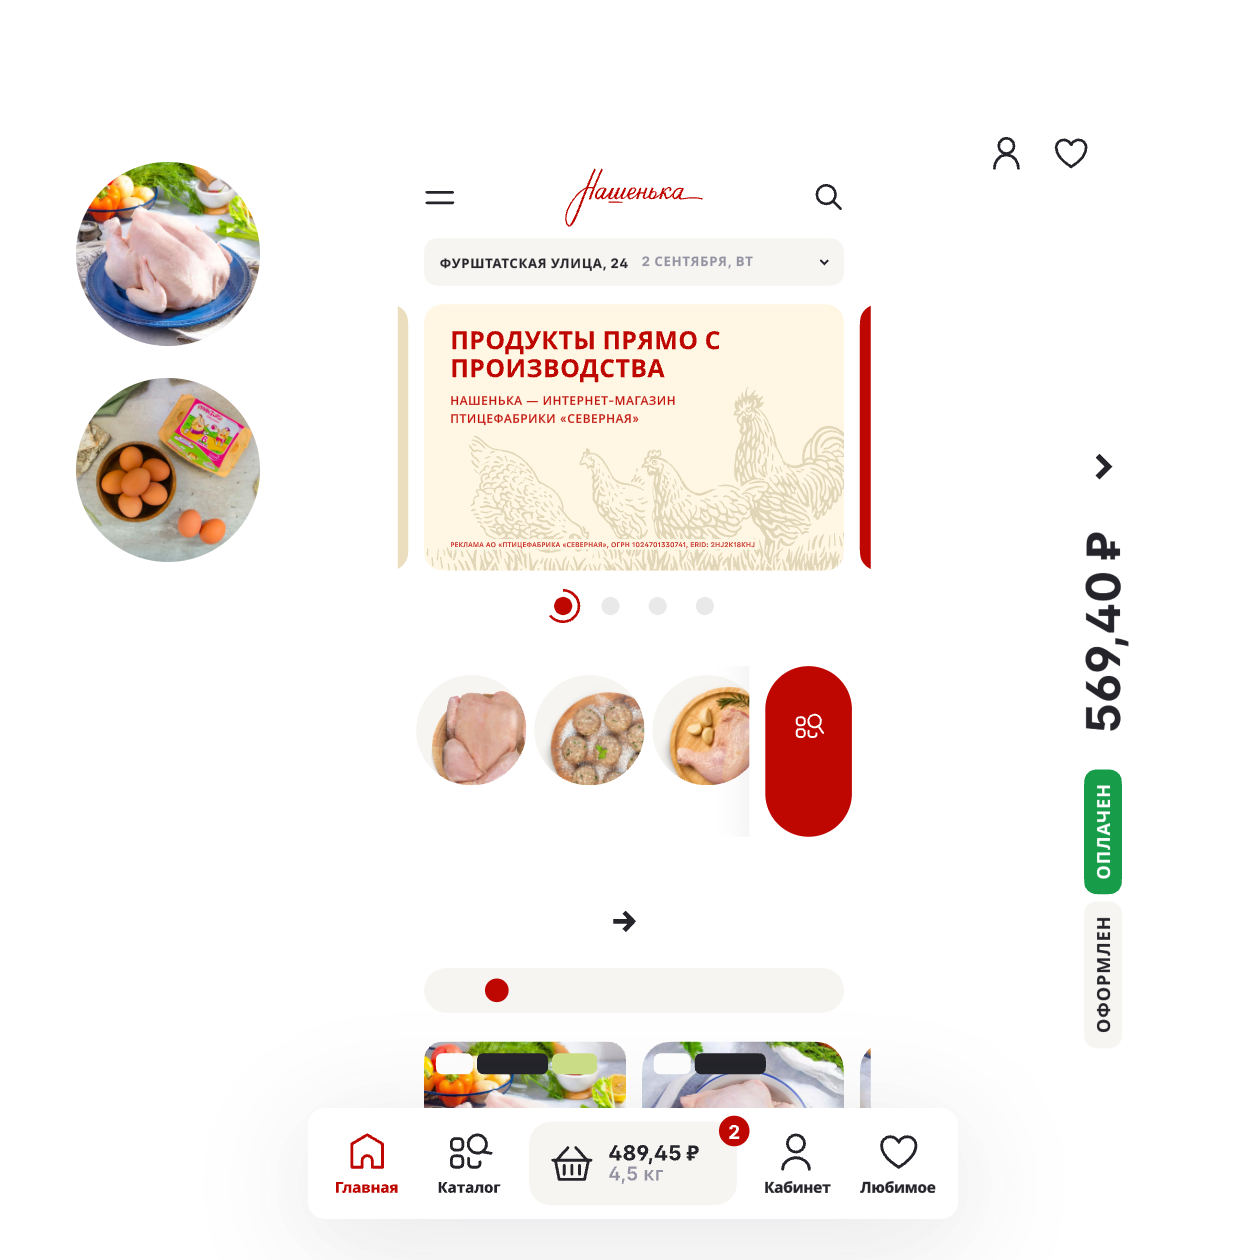 Нашенька
ФУРШТАТСКАЯ УЛИЦА, 24 2 СЕНТЯБРЯ, ВТ
ПРОДУКТЫ ПРЯМО С
ПРОИЗВОДСТВА
НАШЕНЬКА — ИНТЕРНЕТ-МАГАЗИН
ПТИЦЕФАБРИКИ «СЕВЕРНАЯ»
РЕКЛАМА АО «ПТИЦЕФАБРИКА «СЕВЕРНАЯ», ОГРН 1024701330741, ERID: 2HJ2K18KHJ
569,40 ₽
ОПЛАЧЕН
ОФОРМЛЕН
2
489,45 ₽
4,5 кг
Главная
Каталог
Кабинет
Любимое